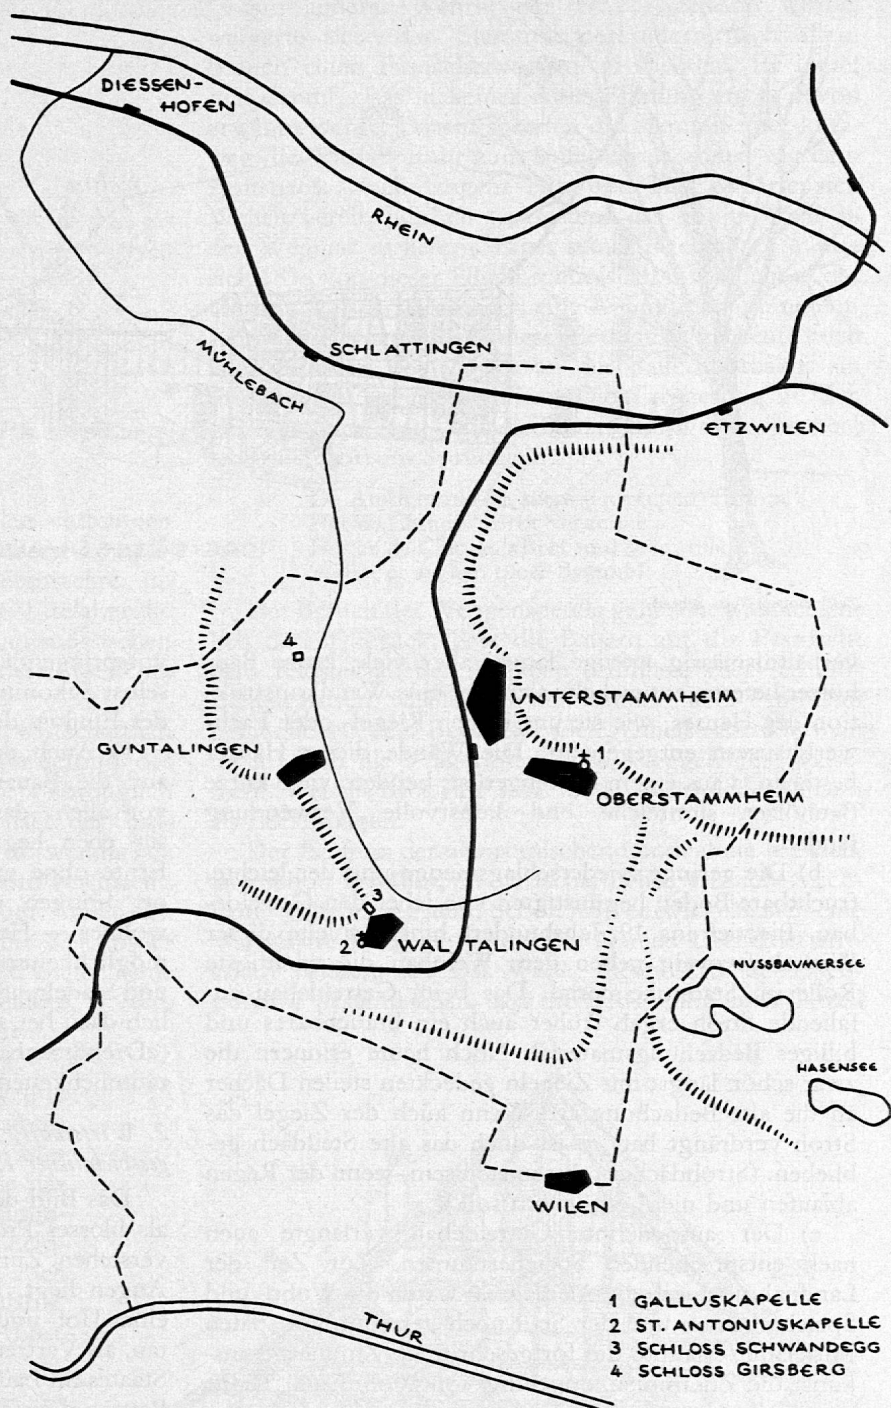 DIESSEN-
HOFEN
RHEIN
SCHLATTINGEN
MÜHLEBACH
ETZWILEN
4
UNTERSTAMMHEIM
GUNTALINGEN
1
OBERSTAMMHEIM
3
2
WALTALINGEN
NUSSBAUMERSEE
HASENSEE
WILEN
THUR
1 GALLUSKAPELLE
2 ST. ANTONIUSKAPELLE
3 SCHLOSS SCHWANDEGG
4 SCHLOSS GIRSBERG